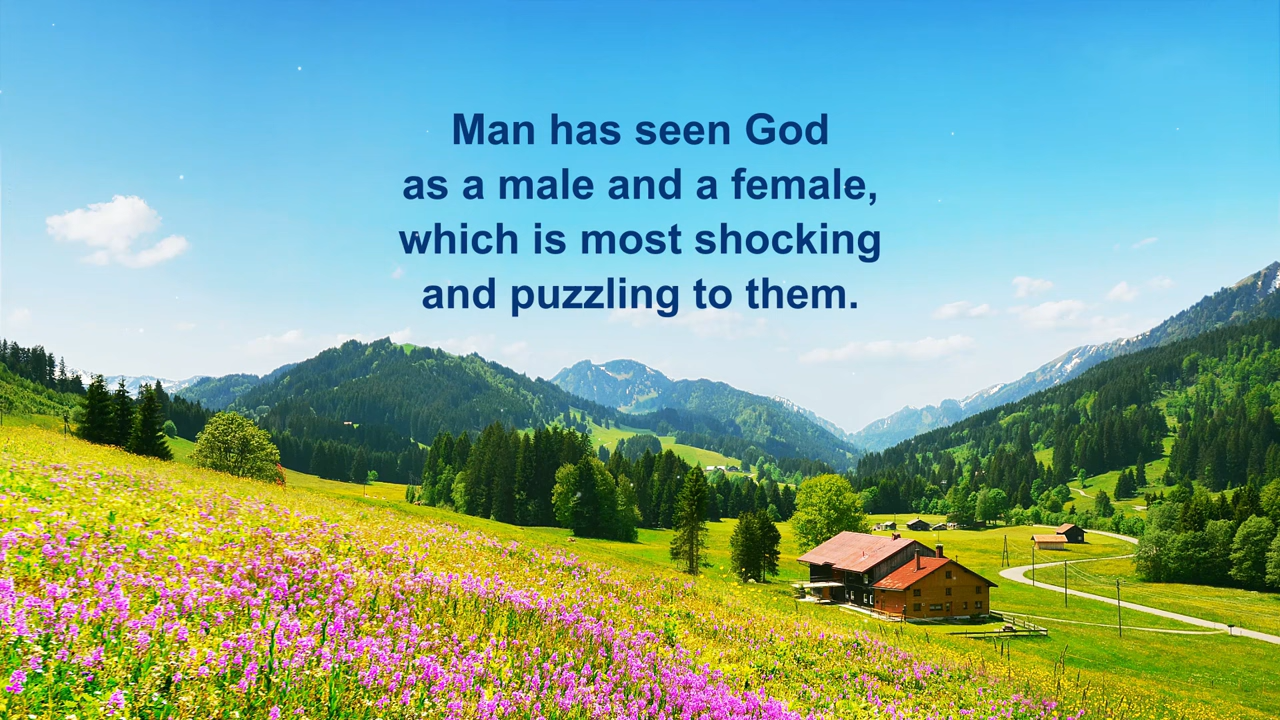 Man has seen God
as a male and a female,
which is most shocking
and puzzling to them.